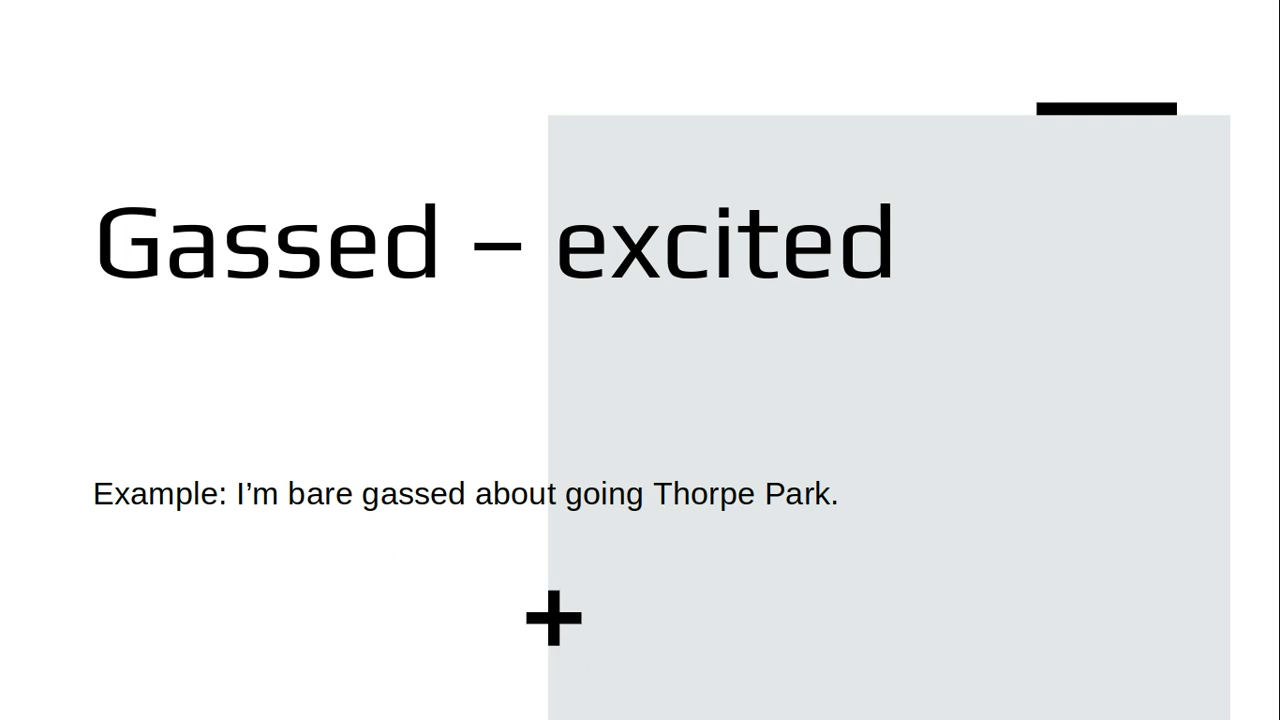 Gassed – excited
Example: I’m bare gassed about going Thorpe Park.